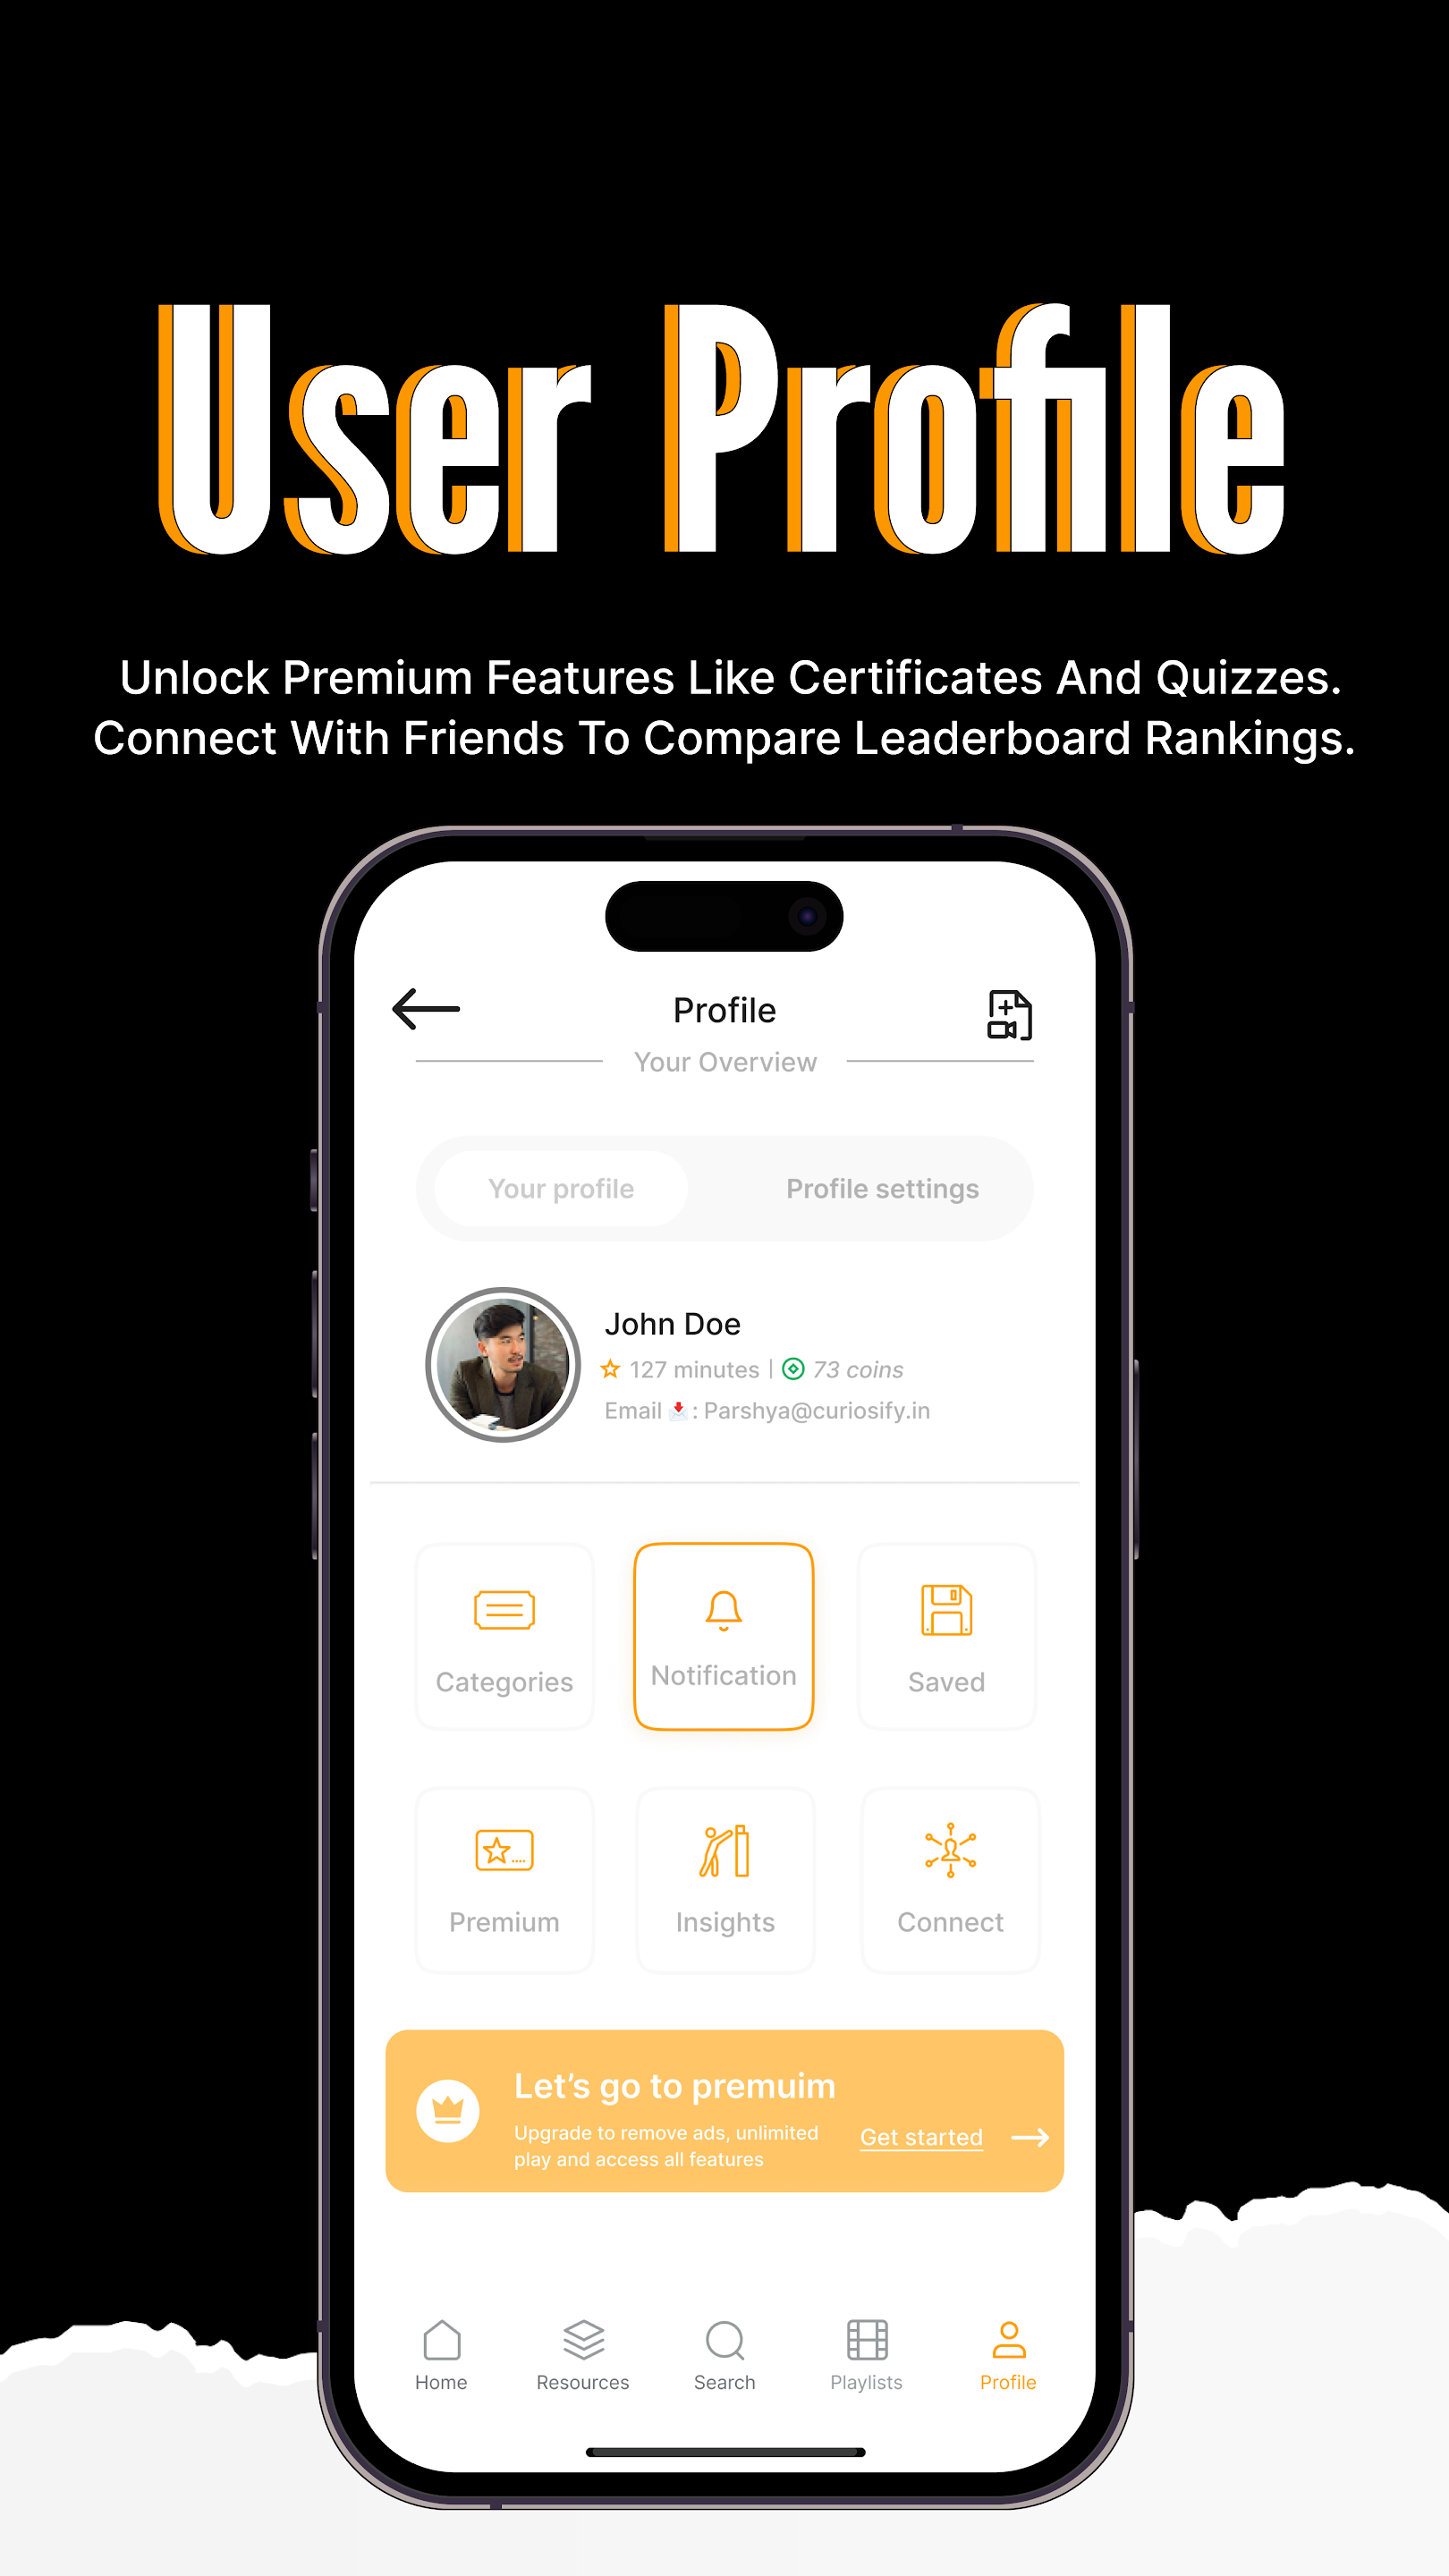 User Profile
Unlock Premium Features Like Certificates And Quizzes.
Connect With Friends To Compare Leaderboard Rankings.
Profile
Your Overview
Your profile
Profile settings
John Doe
127 minutes | 73 coins
Email : Parshya@curiosify.in
Categories
Notification
Saved
Premium
Insights
Connect
Let's go to premuim
Upgrade to remove ads, unlimited
play and access all features
Get started
Home
Resources
Search
Playlists
Profile